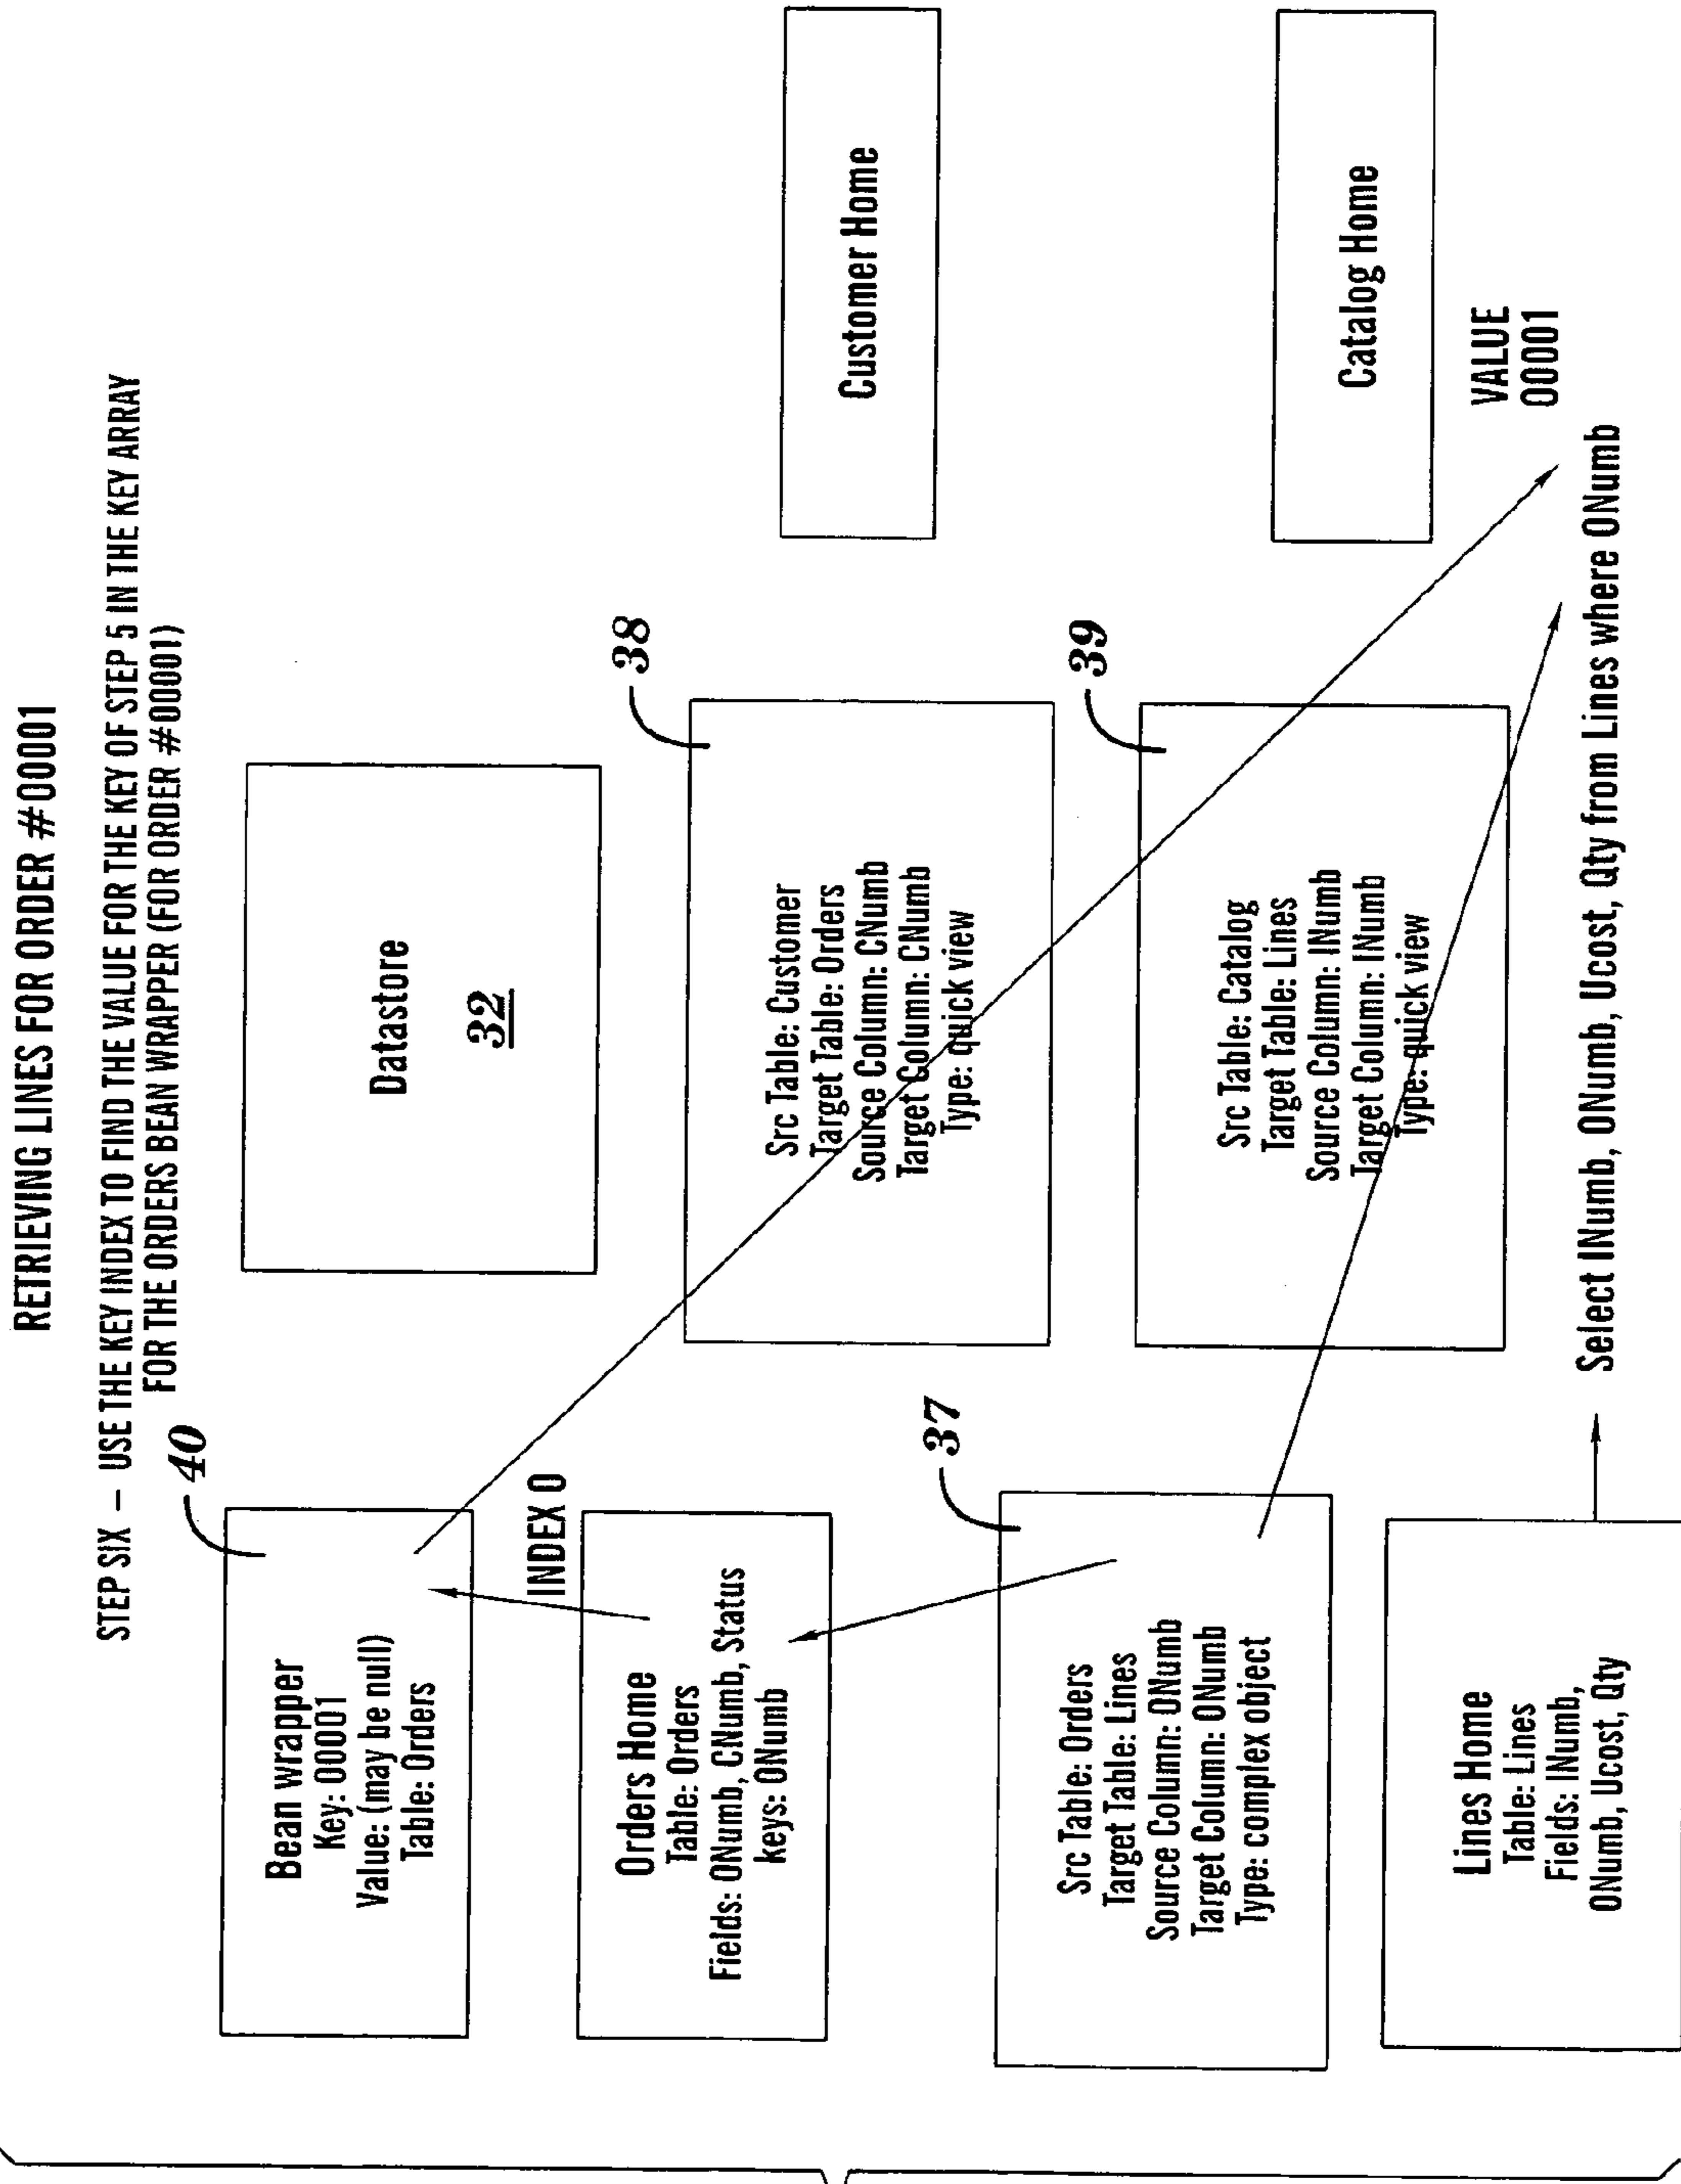 RETRIEVING LINES FOR ORDER #00001
STEP SIX – USE THE KEY INDEX TO FIND THE VALUE FOR THE KEY OF STEP 5 IN THE KEY ARRAY
FOR THE ORDERS BEAN WRAPPER (FOR ORDER #00001)
40
Bean wrapper
Key: 00001
Value: (may be null)
Table: Orders
Datastore
32
INDEX 0
Orders Home
Table: Orders
Fields: ONumb, CNumb, Status
keys: ONumb
38
Src Table: Customer
Target Table: Orders
Source Column: CNumb
Target Column: CNumb
Type: quick view
Customer Home
37
Src Table: Orders
Target Table: Lines
Source Column: ONumb
Target Column: ONumb
Type: complex object
39
Src Table: Catalog
Target Table: Lines
Source Column: INumb
Target Column: INumb
Type: quick view
Catalog Home
Lines Home
Table: Lines
Fields: INumb,
ONumb, Ucost, Qty
VALUE
00001
Select INumb, ONumb, Ucost, Qty from Lines where ONumb